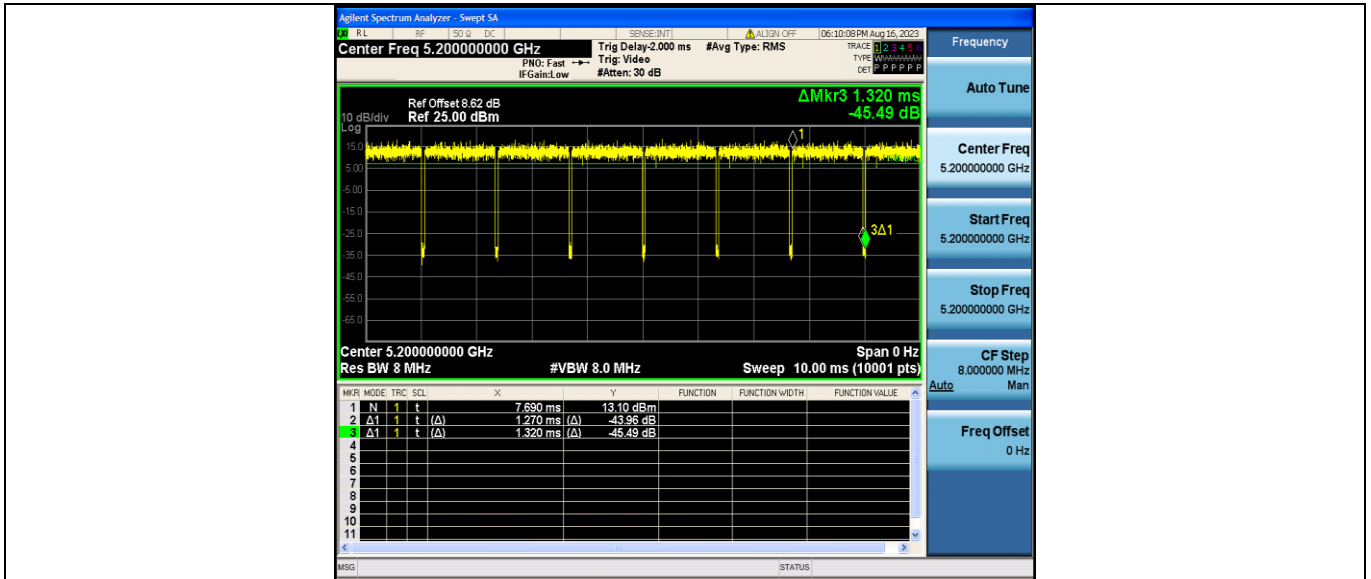 Agilent Spectrum Analyzer - Swept SA
RL RF 50 Ω DC SENSE:INT ALIGN OFF 06:10:08 PM Aug 16, 2023
Center Freq 5.200000000 GHz
PNO: Fast
IFGain:Low
Trig Delay-2.000 ms
Trig: Video
#Atten: 30 dB
#Avg Type: RMS
TRACE 1 2 3 4 5 6
TYPE
DET P P P P P P
Frequency
ΔMkr3 1.320 ms
-45.49 dB
Ref Offset 8.62 dB
10 dB/div Ref 25.00 dBm
Log
15.0
5.00
-5.00
-15.0
-25.0
-35.0
-45.0
-55.0
-65.0
1
3Δ1
Center 5.200000000 GHz Span 0 Hz
Res BW 8 MHz #VBW 8.0 MHz Sweep 10.00 ms (10001 pts)
MKR MODE TRC SCL X Y FUNCTION FUNCTION WIDTH FUNCTION VALUE
1 N 1 t 7.690 ms 13.10 dBm
2 Δ1 1 t (Δ) 1.270 ms (Δ) -43.96 dB
3 Δ1 1 t (Δ) 1.320 ms (Δ) -45.49 dB
4
5
6
7
8
9
10
11
MSG STATUS
Auto Tune
Center Freq
5.200000000 GHz
Start Freq
5.200000000 GHz
Stop Freq
5.200000000 GHz
CF Step
8.000000 MHz
Auto Man
Freq Offset
0 Hz